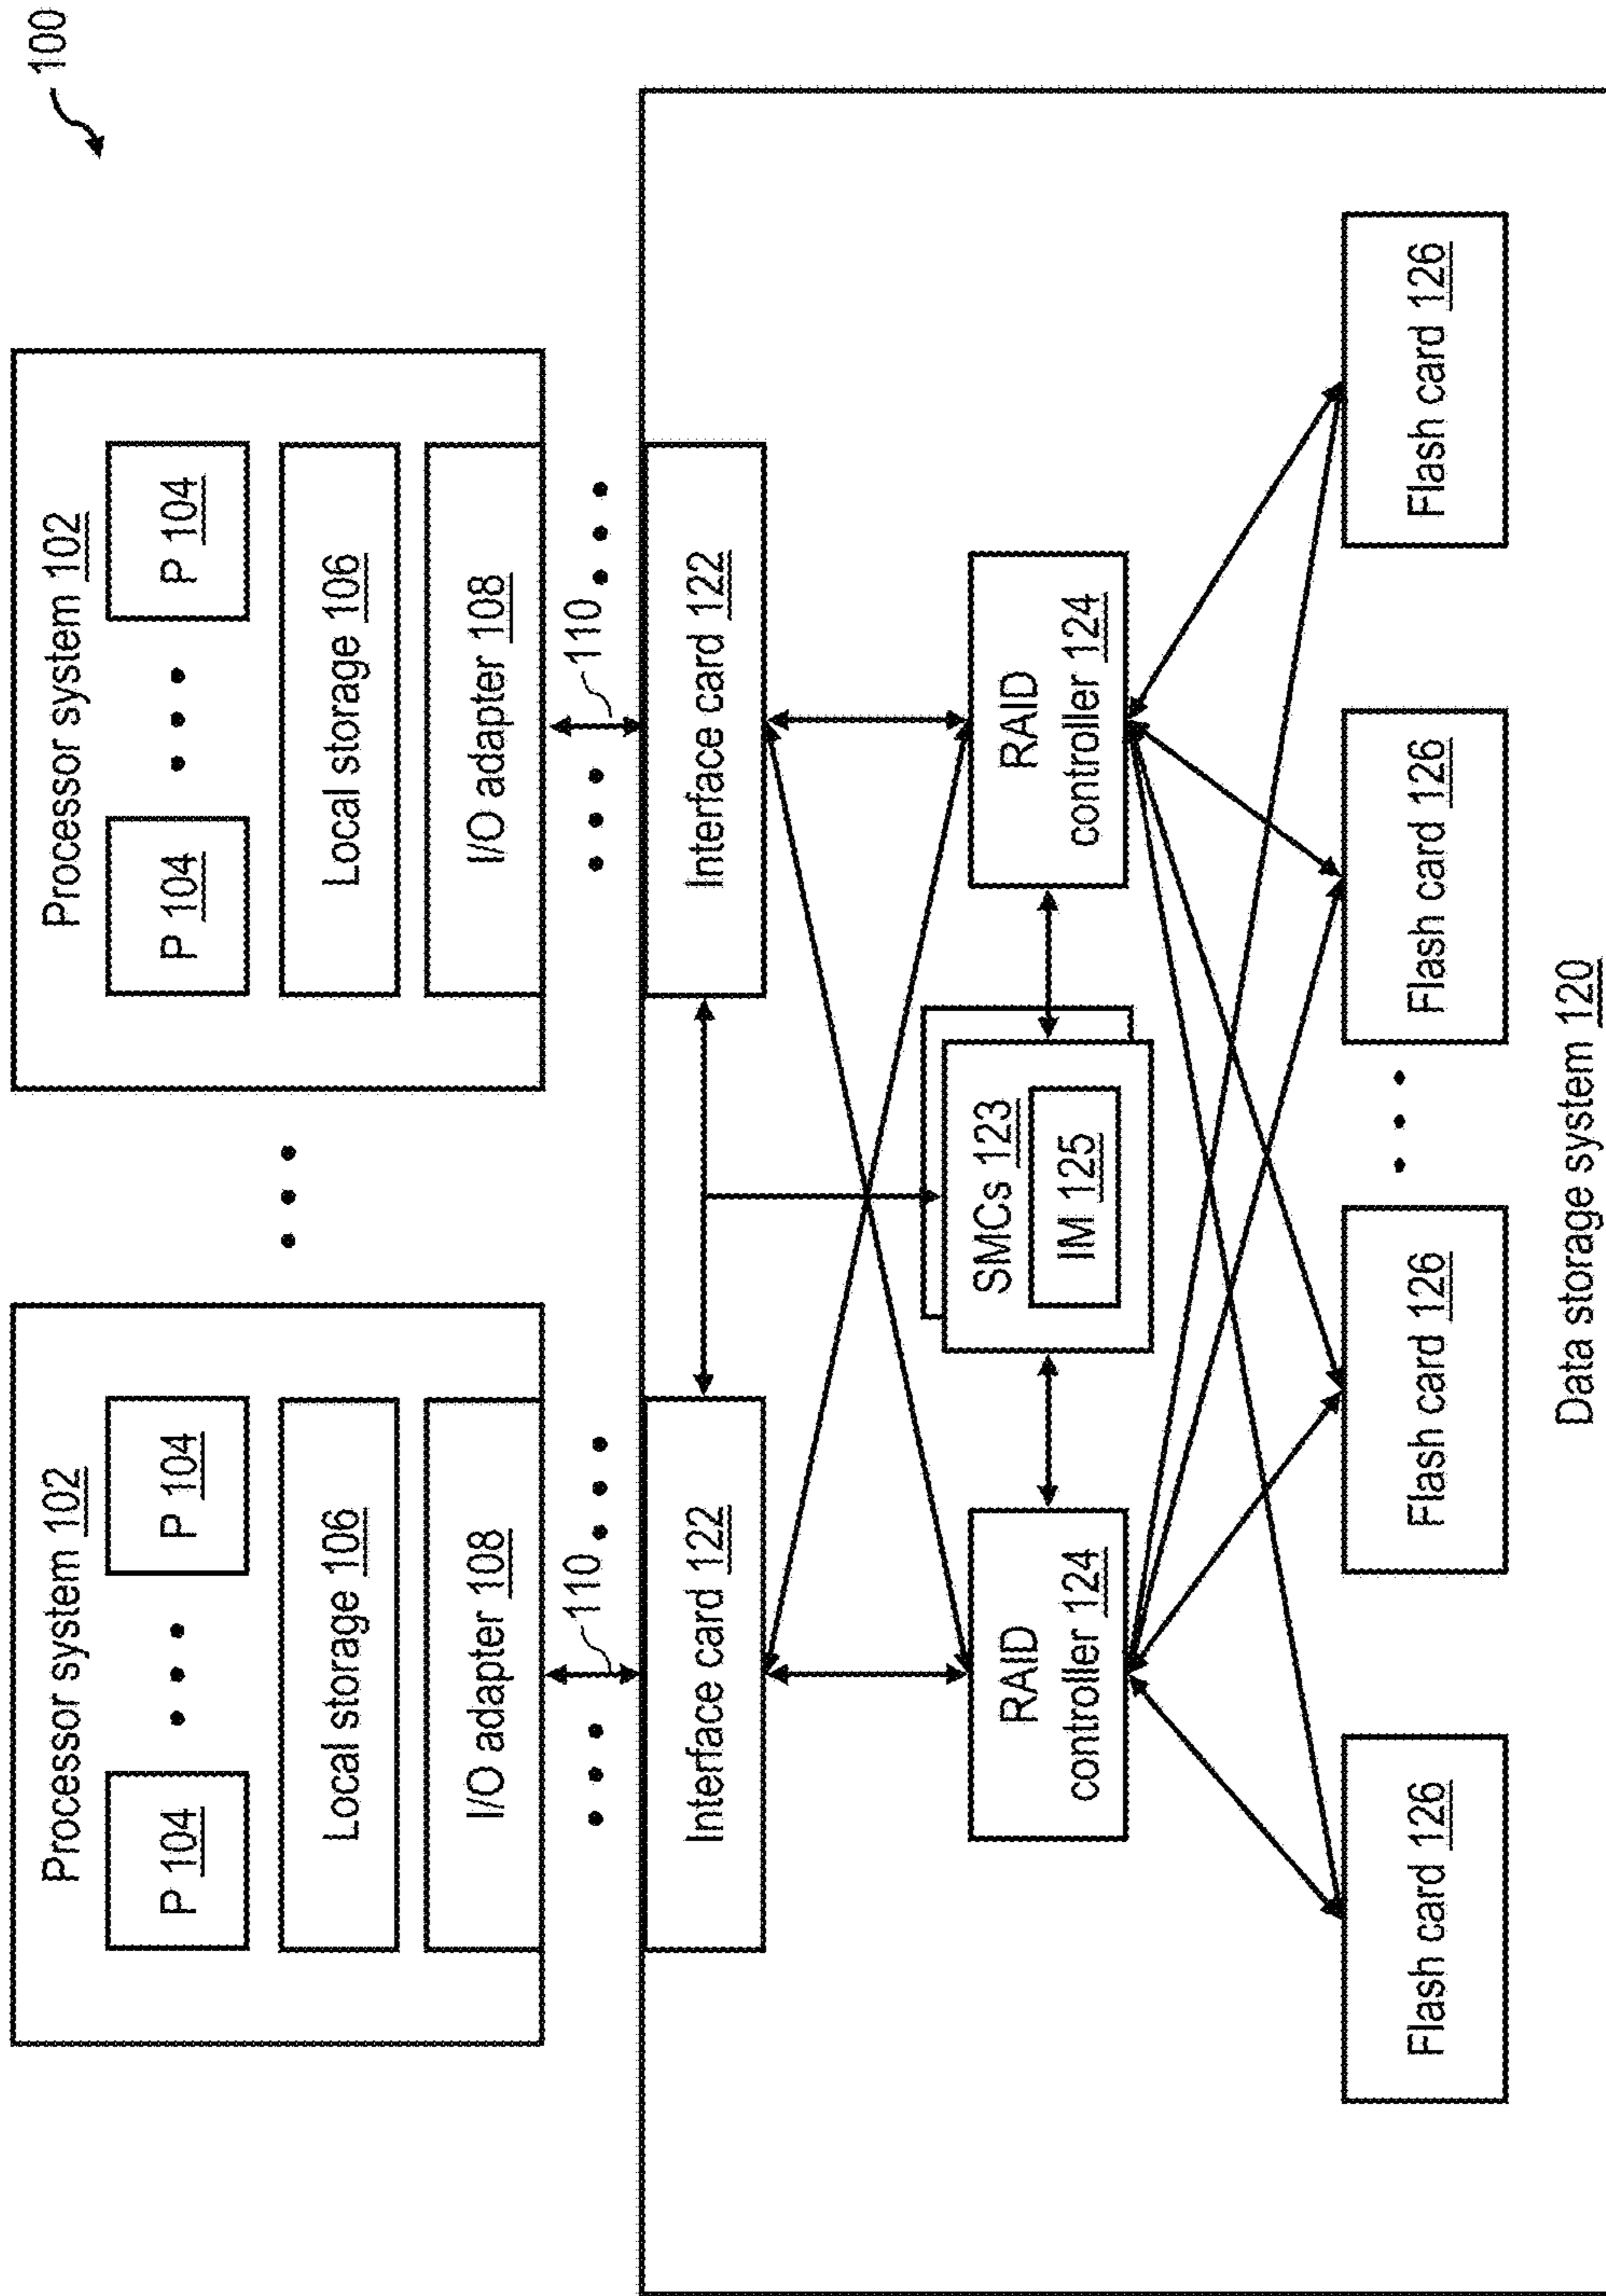 100
Processor system 102
P 104
P 104
Local storage 106
I/O adapter 108
110
Processor system 102
P 104
P 104
Local storage 106
I/O adapter 108
110
Interface card 122
Interface card 122
RAID
controller 124
SMCs 123
IM 125
RAID
controller 124
Flash card 126
Flash card 126
Flash card 126
Flash card 126
Data storage system 120